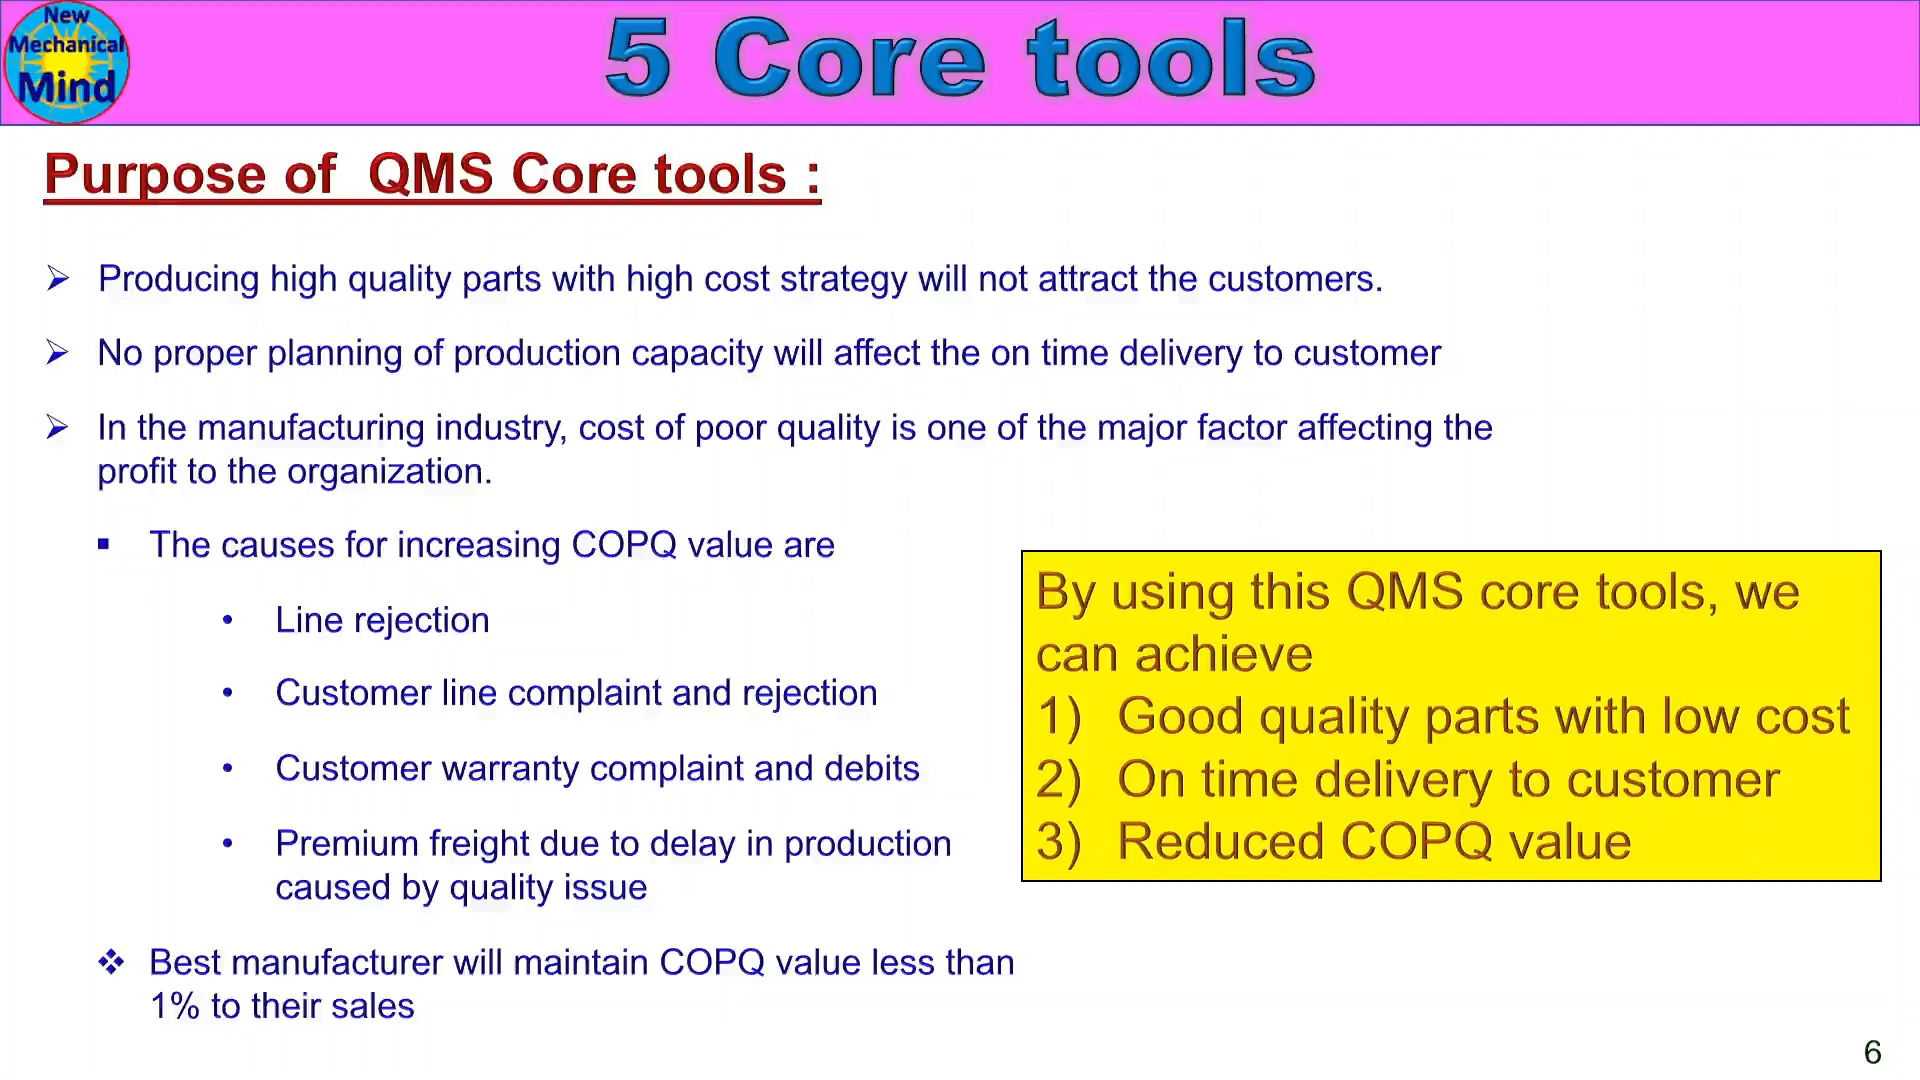 New
Mechanical
Mind
5 Core tools
Purpose of QMS Core tools :
➢ Producing high quality parts with high cost strategy will not attract the customers.
➢ No proper planning of production capacity will affect the on time delivery to customer
➢ In the manufacturing industry, cost of poor quality is one of the major factor affecting the
profit to the organization.
▪ The causes for increasing COPQ value are
• Line rejection
• Customer line complaint and rejection
• Customer warranty complaint and debits
• Premium freight due to delay in production
caused by quality issue
❖ Best manufacturer will maintain COPQ value less than
1% to their sales
By using this QMS core tools, we
can achieve
1) Good quality parts with low cost
2) On time delivery to customer
3) Reduced COPQ value
6